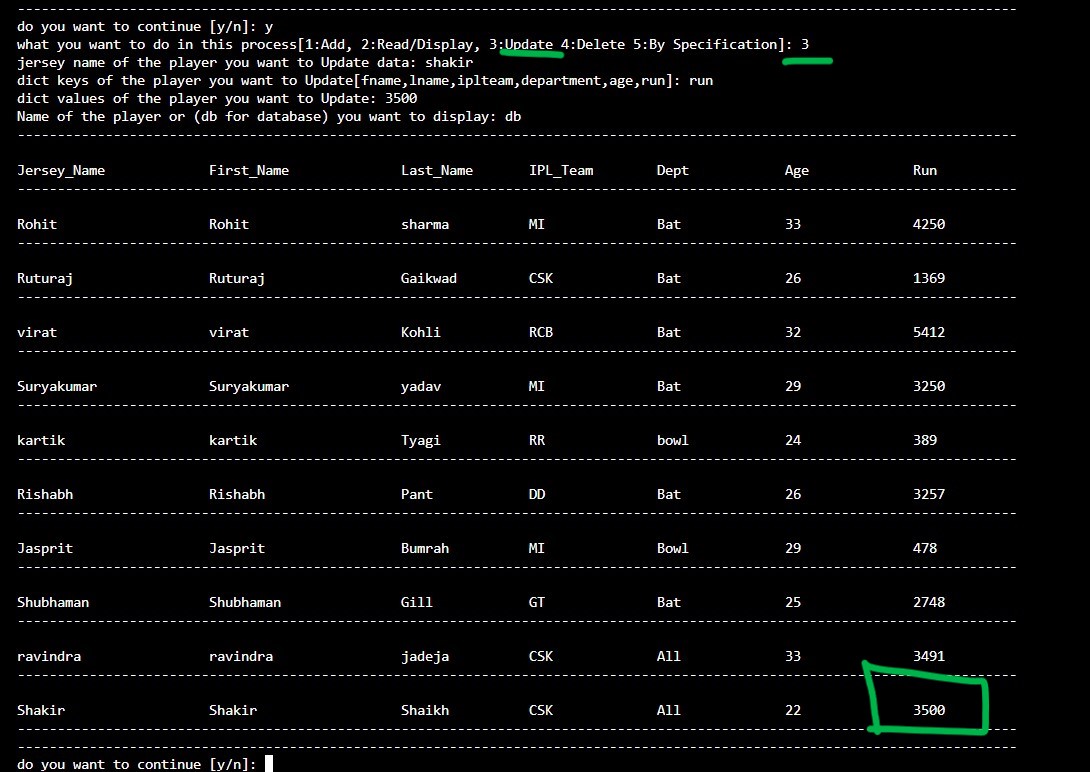 do you want to continue [y/n]: y
what you want to do in this process[1:Add, 2:Read/Display, 3:Update 4:Delete 5:By Specification]: 3
jersey name of the player you want to Update data: shakir
dict keys of the player you want to Update[fname,lname,iplteam,department,age,run]: run
dict values of the player you want to Update: 3500
Name of the player or (db for database) you want to display: db
Jersey_Name First_Name Last_Name IPL_Team Dept Age Run
Rohit Rohit sharma MI Bat 33 4250
Ruturaj Ruturaj Gaikwad CSK Bat 26 1369
virat virat Kohli RCB Bat 32 5412
Suryakumar Suryakumar yadav MI Bat 29 3250
kartik kartik Tyagi RR bowl 24 389
Rishabh Rishabh Pant DD Bat 26 3257
Jasprit Jasprit Bumrah MI Bowl 29 478
Shubhaman Shubhaman Gill GT Bat 25 2748
ravindra ravindra jadeja CSK All 33 3491
Shakir Shakir Shaikh CSK All 22 3500
do you want to continue [y/n]: